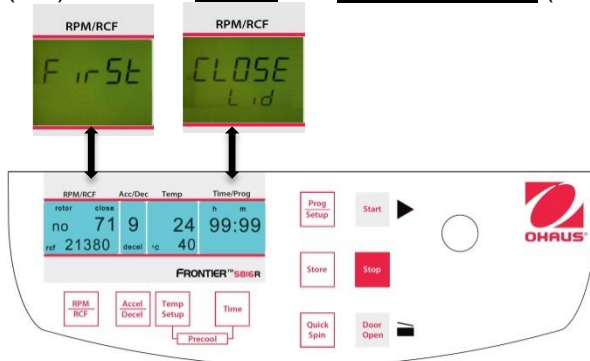 RPM/RCF
FirSt
RPM/RCF
CLOSE
Lid
RPM/RCF Acc/Dec Temp Time/Prog
rotor close h m
no 71 9 24 99:99
rcf 21380 decel °C 40
FRONTIER™ 5816R
RPM
RCF
Accel
Decel
Temp
Setup
Time
Precool
Prog
Setup
Start
Store
Stop
Quick
Spin
Door
Open
OHAUS®